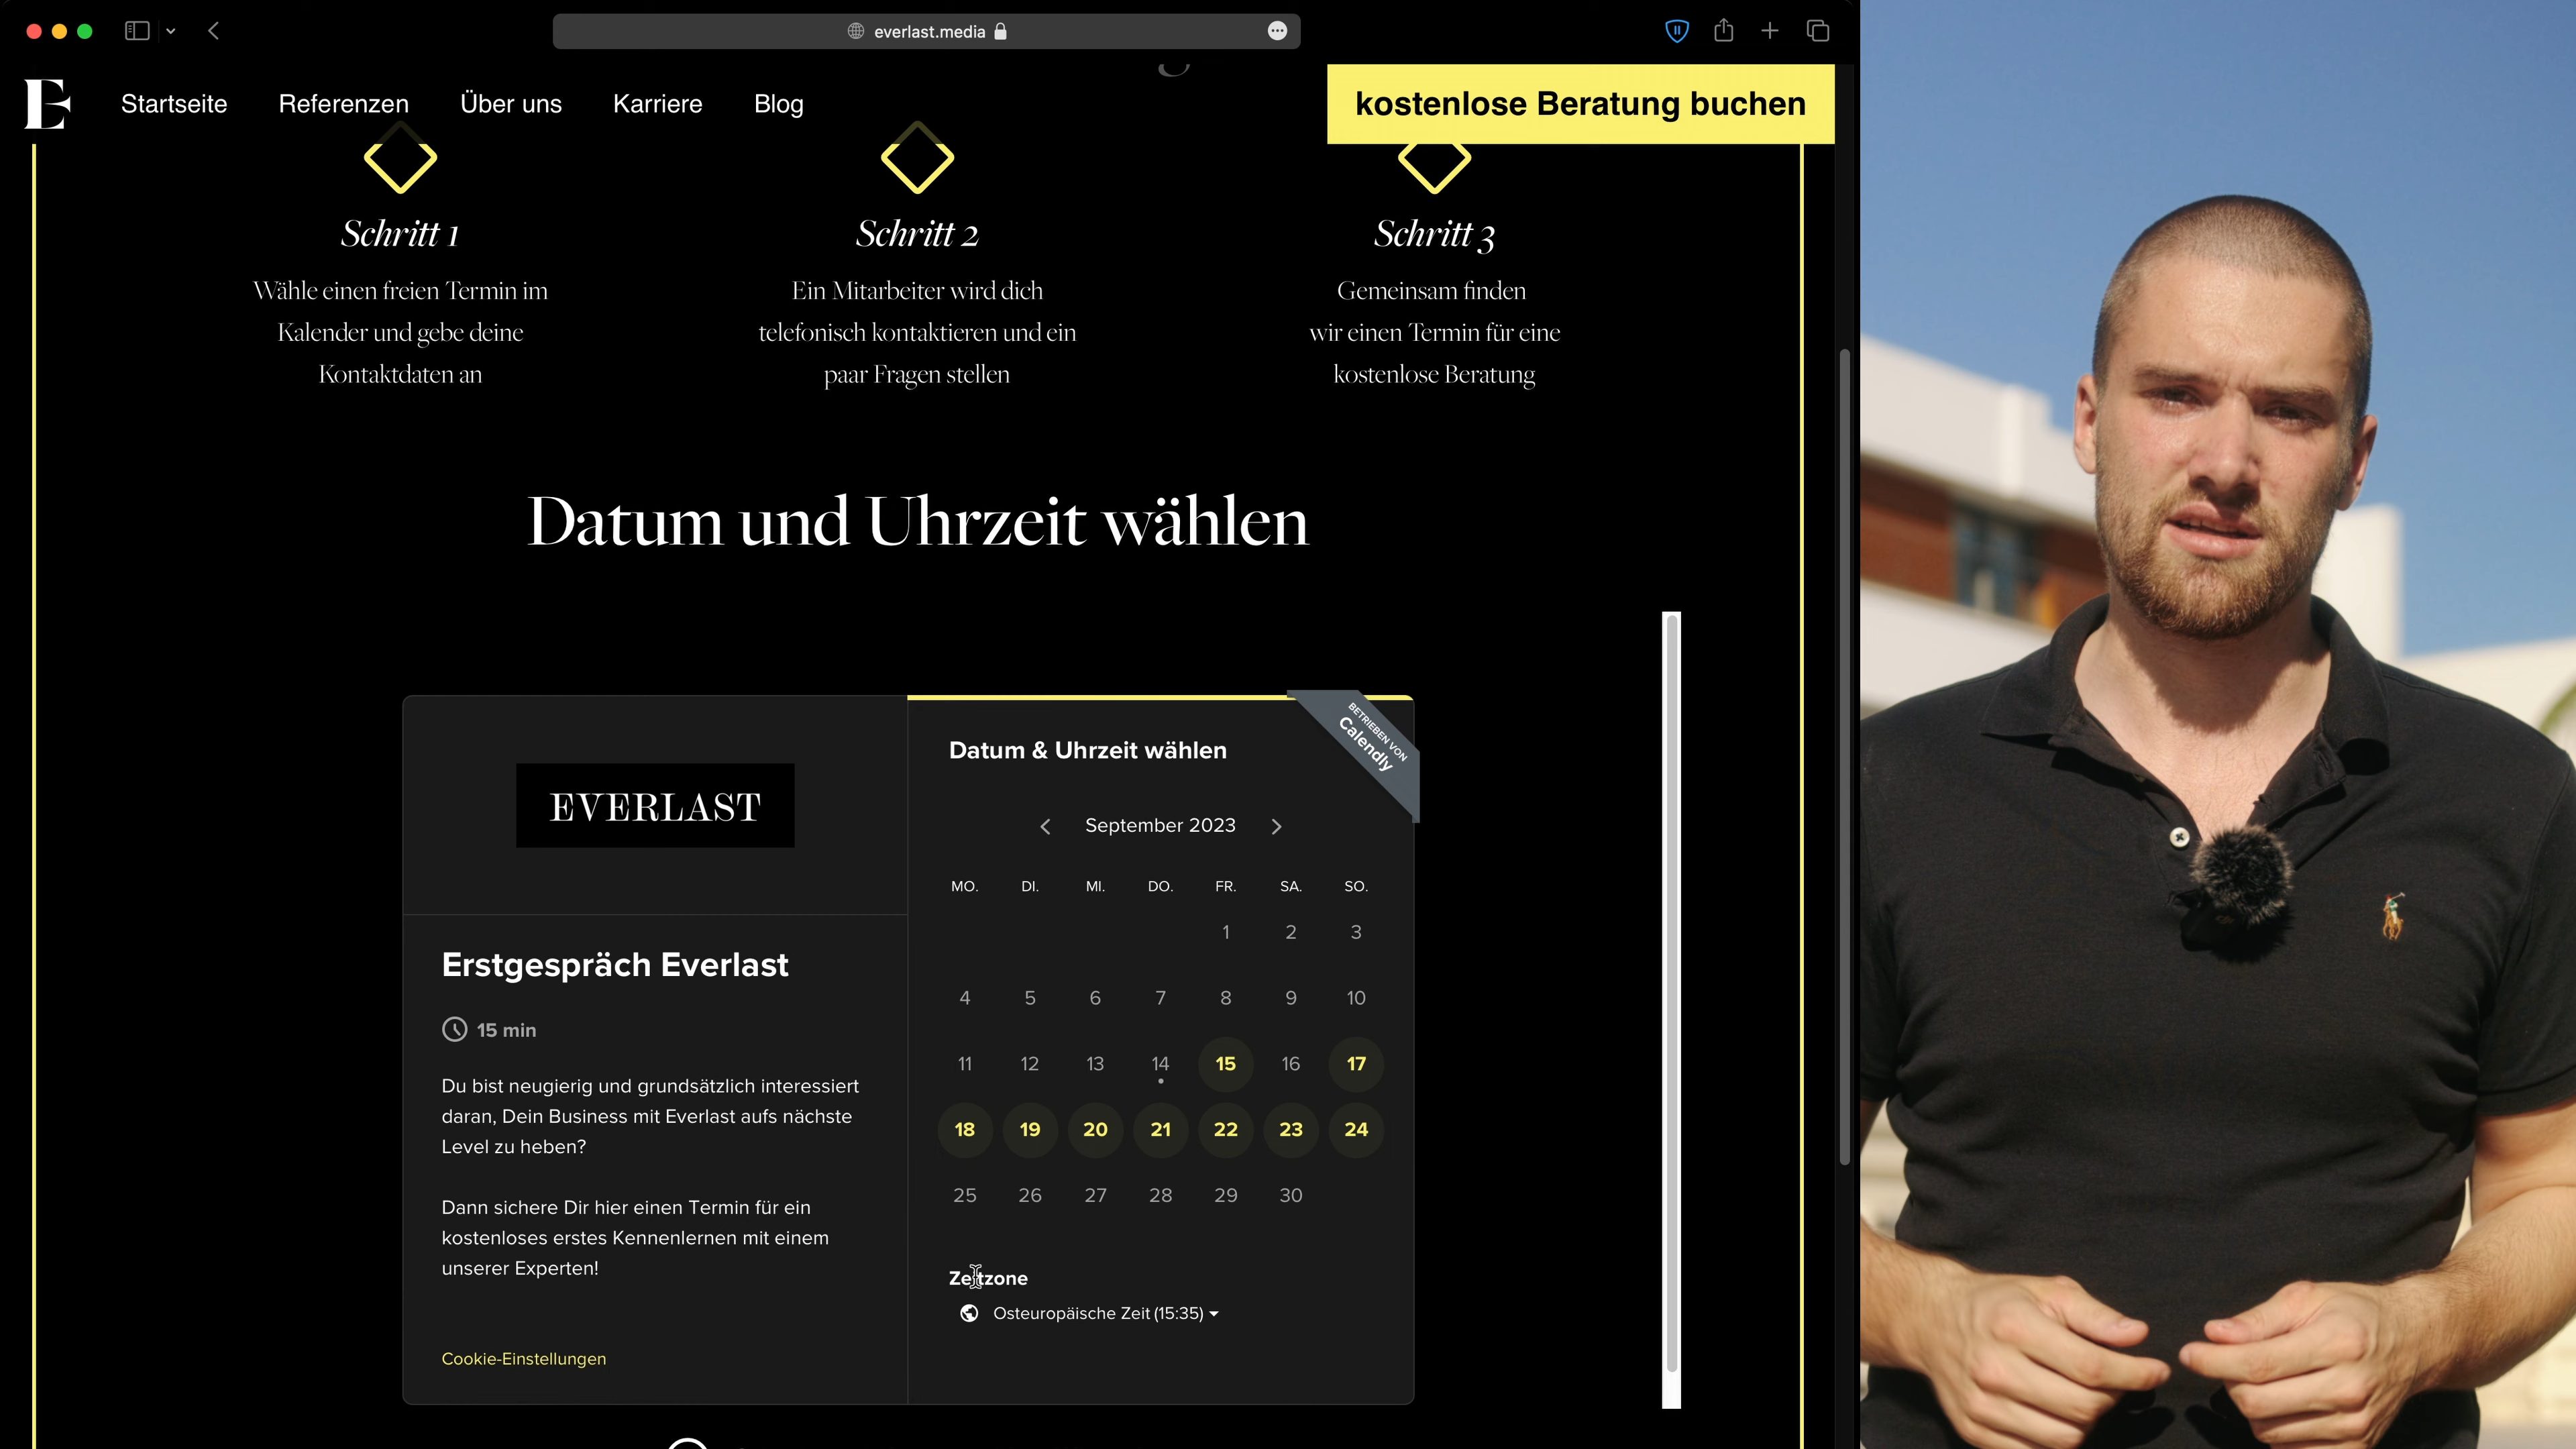 everlast.media
E
Startseite
Referenzen
Über uns
Karriere
Blog
kostenlose Beratung buchen
Schritt 1
Wähle einen freien Termin im
Kalender und gebe deine
Kontaktdaten an
Schritt 2
Ein Mitarbeiter wird dich
telefonisch kontaktieren und ein
paar Fragen stellen
Schritt 3
Gemeinsam finden
wir einen Termin für eine
kostenlose Beratung
Datum und Uhrzeit wählen
EVERLAST
Erstgespräch Everlast
15 min
Du bist neugierig und grundsätzlich interessiert
daran, Dein Business mit Everlast aufs nächste
Level zu heben?
Dann sichere Dir hier einen Termin für ein
kostenloses erstes Kennenlernen mit einem
unserer Experten!
Cookie-Einstellungen
Datum & Uhrzeit wählen
BETRIEBEN VON
Calendly
September 2023
MO. DI. MI. DO. FR. SA. SO.
1 2 3
4 5 6 7 8 9 10
11 12 13 14 15 16 17
18 19 20 21 22 23 24
25 26 27 28 29 30
Zeitzone
Osteuropäische Zeit (15:35)